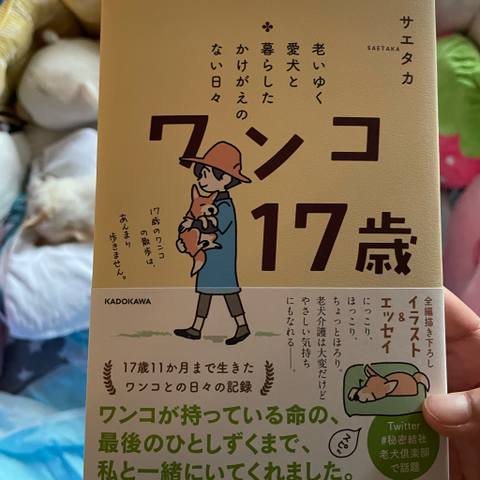 サエタカ
SAETAKA
老いゆく
愛犬と
暮らした
かけがえの
ない日々
ワンコ
17歳
17歳のワンコ
の散歩は、
あんまり
歩きません。
KADOKAWA
全編描き下ろし
イラスト
&
エッセイ
にっこり、
ほっこり、
ちょっとほろり。
老犬介護は大変だけど
やさしい気持ち
にもなれる――。
17歳11か月まで生きた
ワンコとの日々の記録
ワンコが持っている命の、
最後のひとしずくまで、
私と一緒にいてくれました。
スピッ
Twitter
#秘密結社
老犬倶楽部
で話題